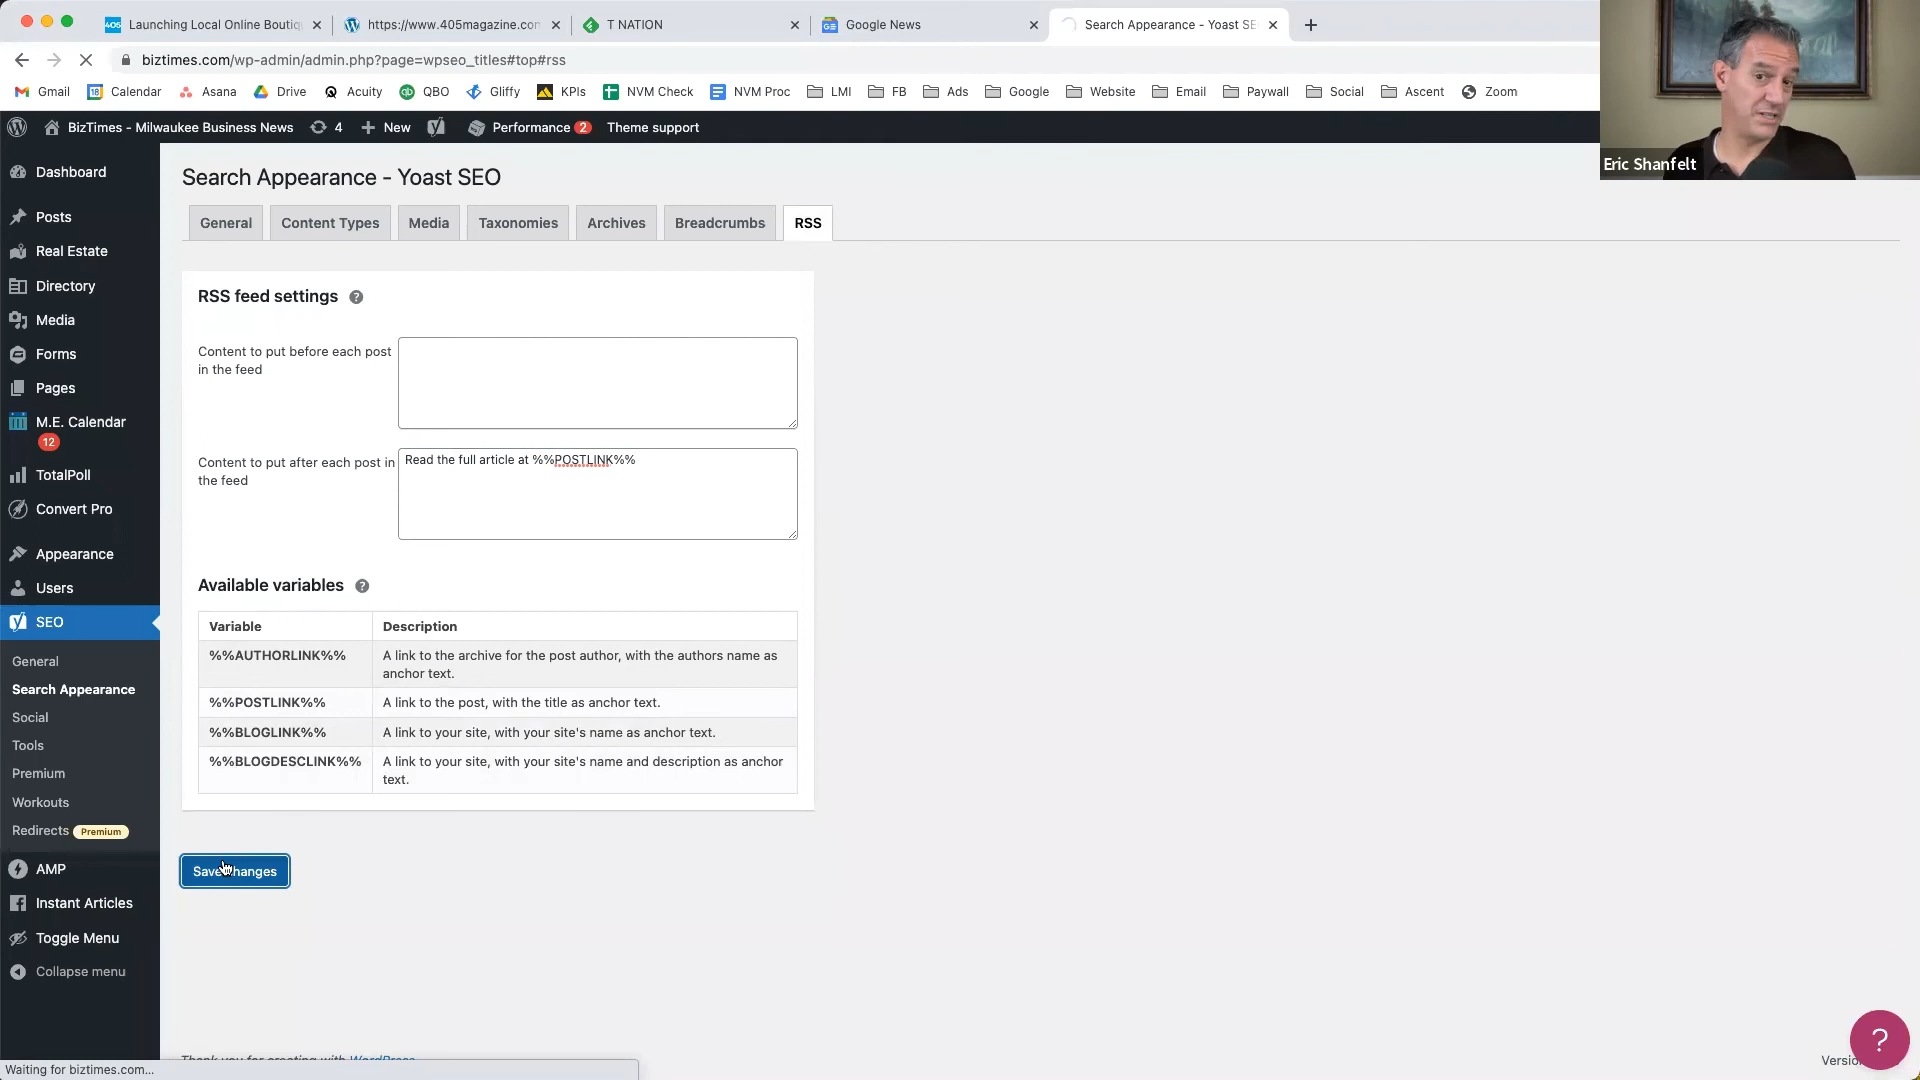 Launching Local Online Boutiq
https://www.405magazine.com
T NATION
Google News
Search Appearance - Yoast SE
biztimes.com/wp-admin/admin.php?page=wpseo_titles#top#rss
Gmail
Calendar
Asana
Drive
Acuity
QBO
Gliffy
KPIs
NVM Check
NVM Proc
LMI
FB
Ads
Google
Website
Email
Paywall
Social
Ascent
Zoom
BizTimes - Milwaukee Business News
4
New
Performance 2
Theme support
Eric Shanfelt
Dashboard
Posts
Real Estate
Directory
Media
Forms
Pages
M.E. Calendar
12
TotalPoll
Convert Pro
Appearance
Users
SEO
General
Search Appearance
Social
Tools
Premium
Workouts
Redirects Premium
AMP
Instant Articles
Toggle Menu
Collapse menu
Search Appearance - Yoast SEO
General
Content Types
Media
Taxonomies
Archives
Breadcrumbs
RSS
RSS feed settings ?
Content to put before each post
in the feed
Content to put after each post in
the feed
Read the full article at %%POSTLINK%%
Available variables ?
Variable
Description
%%AUTHORLINK%%
A link to the archive for the post author, with the authors name as
anchor text.
%%POSTLINK%%
A link to the post, with the title as anchor text.
%%BLOGLINK%%
A link to your site, with your site's name as anchor text.
%%BLOGDESCLINK%%
A link to your site, with your site's name and description as anchor
text.
Save Changes
Thank you for creating with WordPress
Versio
?
Waiting for biztimes.com...